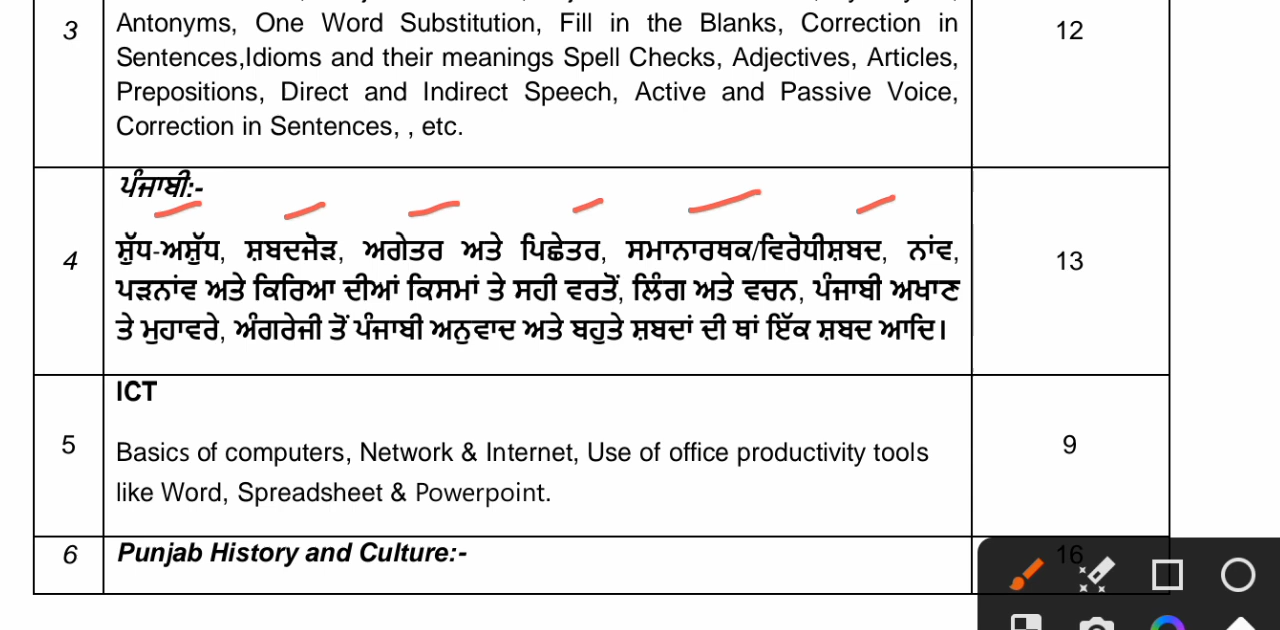 3
Antonyms, One Word Substitution, Fill in the Blanks, Correction in
12
Sentences,Idioms and their meanings Spell Checks, Adjectives, Articles,
Prepositions, Direct and Indirect Speech, Active and Passive Voice,
Correction in Sentences, , etc.
ਪੰਜਾਬੀ:-
4
ਸ਼ੁੱਧ-ਅਸ਼ੁੱਧ, ਸ਼ਬਦਜੋੜ, ਅਗੇਤਰ ਅਤੇ ਪਿਛੇਤਰ, ਸਮਾਨਾਰਥਕ/ਵਿਰੋਧੀਸ਼ਬਦ, ਨਾਂਵ,
13
ਪੜਨਾਂਵ ਅਤੇ ਕਿਰਿਆ ਦੀਆਂ ਕਿਸਮਾਂ ਤੇ ਸਹੀ ਵਰਤੋਂ, ਲਿੰਗ ਅਤੇ ਵਚਨ, ਪੰਜਾਬੀ ਅਖਾਣ
ਤੇ ਮੁਹਾਵਰੇ, ਅੰਗਰੇਜੀ ਤੋਂ ਪੰਜਾਬੀ ਅਨੁਵਾਦ ਅਤੇ ਬਹੁਤੇ ਸ਼ਬਦਾਂ ਦੀ ਥਾਂ ਇੱਕ ਸ਼ਬਦ ਆਦਿ।
ICT
5
Basics of computers, Network & Internet, Use of office productivity tools
9
like Word, Spreadsheet & Powerpoint.
6
Punjab History and Culture:-
16